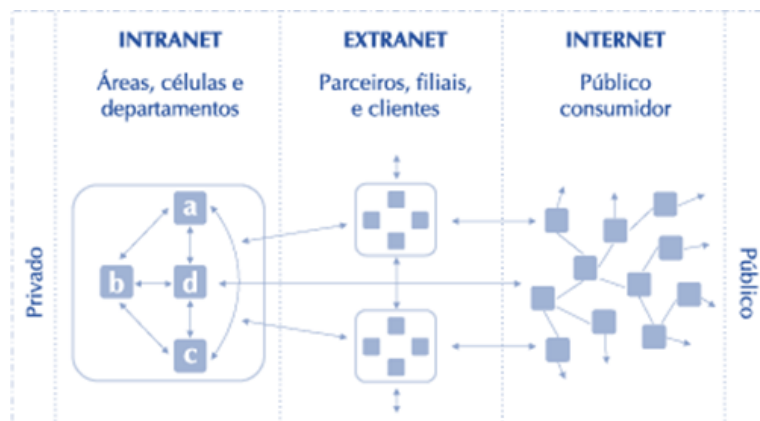 INTRANET
Áreas, células e
departamentos
EXTRANET
Parceiros, filiais,
e clientes
INTERNET
Público
consumidor
Privado
a
b
d
c
Público